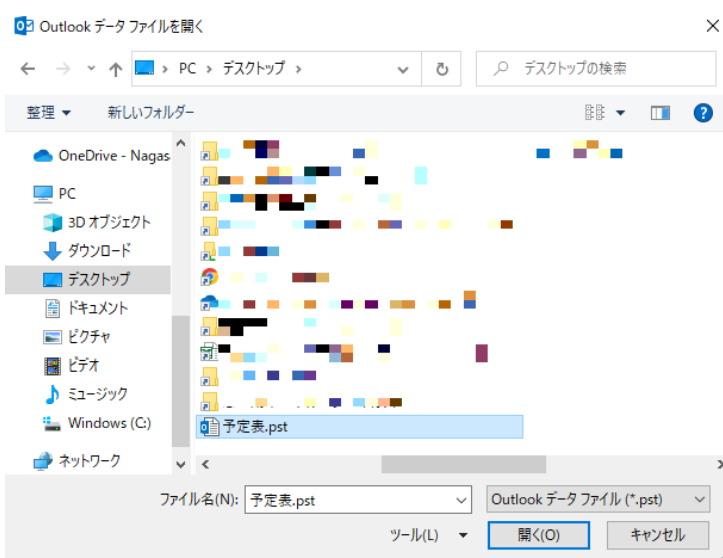 Outlook データ ファイルを開く
PC › デスクトップ ›
デスクトップの検索
整理
新しいフォルダー
OneDrive - Nagas
PC
3D オブジェクト
ダウンロード
デスクトップ
ドキュメント
ピクチャ
ビデオ
ミュージック
Windows (C:)
ネットワーク
予定表.pst
ファイル名(N):
予定表.pst
Outlook データ ファイル (*.pst)
ツール(L)
開く(O)
キャンセル